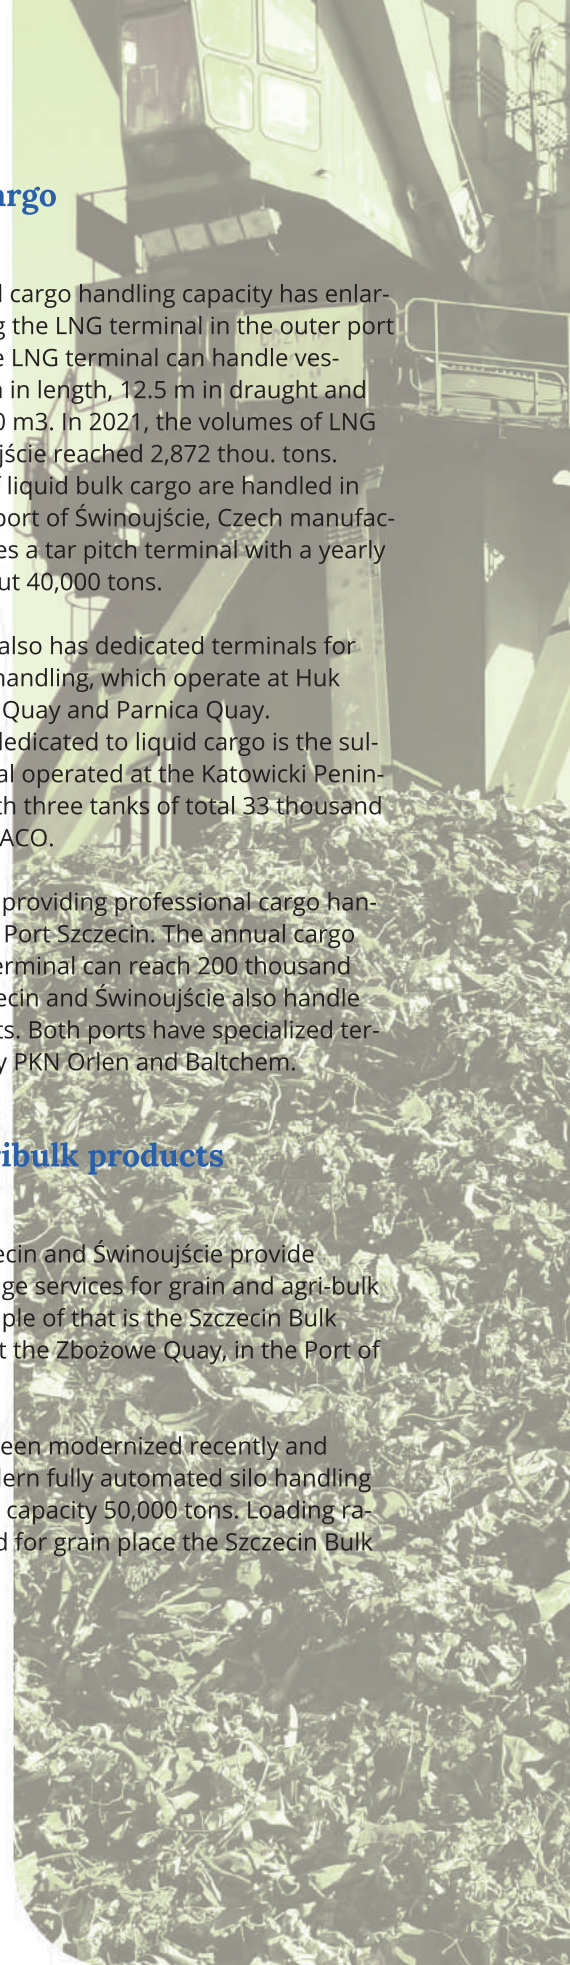 argo
l cargo handling capacity has enlar-
g the LNG terminal in the outer port
e LNG terminal can handle ves-
in length, 12.5 m in draught and
0 m3. In 2021, the volumes of LNG
jście reached 2,872 thou. tons.
liquid bulk cargo are handled in
port of Świnoujście, Czech manufac-
es a tar pitch terminal with a yearly
ut 40,000 tons.
also has dedicated terminals for
handling, which operate at Huk
Quay and Parnica Quay.
dedicated to liquid cargo is the sul-
al operated at the Katowicki Penin-
th three tanks of total 33 thousand
ACO.
providing professional cargo han-
Port Szczecin. The annual cargo
erminal can reach 200 thousand
ecin and Świnoujście also handle
ts. Both ports have specialized ter-
y PKN Orlen and Baltchem.
ribulk products
ecin and Świnoujście provide
ge services for grain and agri-bulk
ple of that is the Szczecin Bulk
t the Zbożowe Quay, in the Port of
een modernized recently and
dern fully automated silo handling
capacity 50,000 tons. Loading ra-
d for grain place the Szczecin Bulk